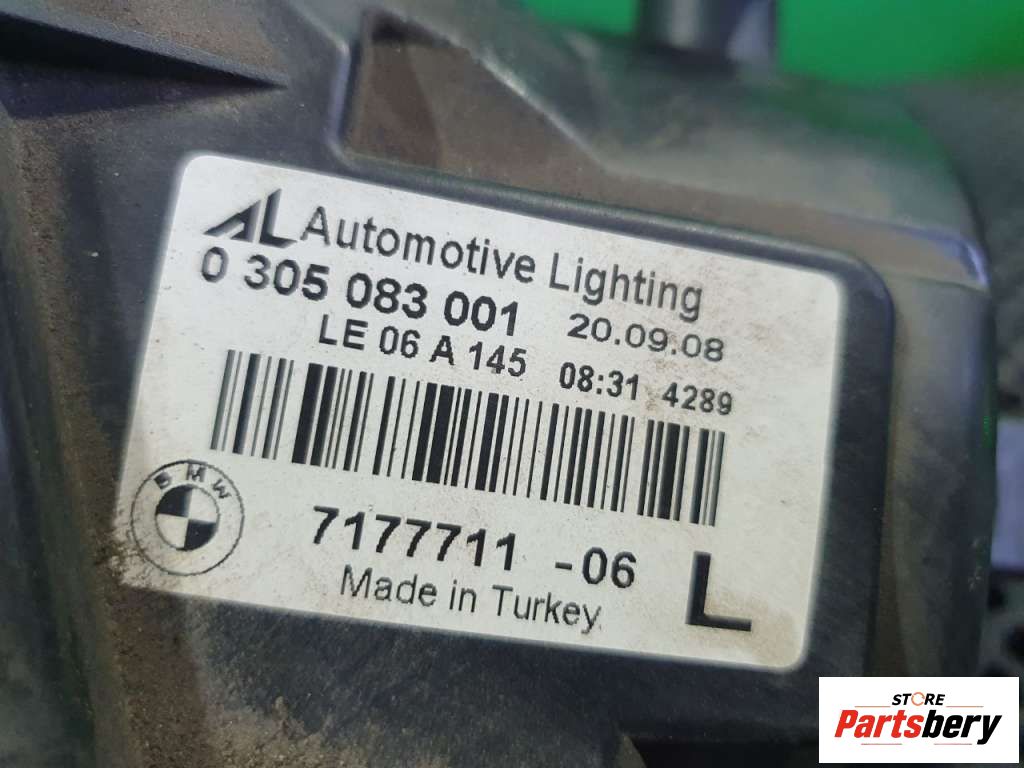 AL Automotive Lighting
0 305 083 001 20.09.08
LE 06 A 145 08:31 4289
BMW
7177711 -06
Made in Turkey
L
STORE
Partsbery